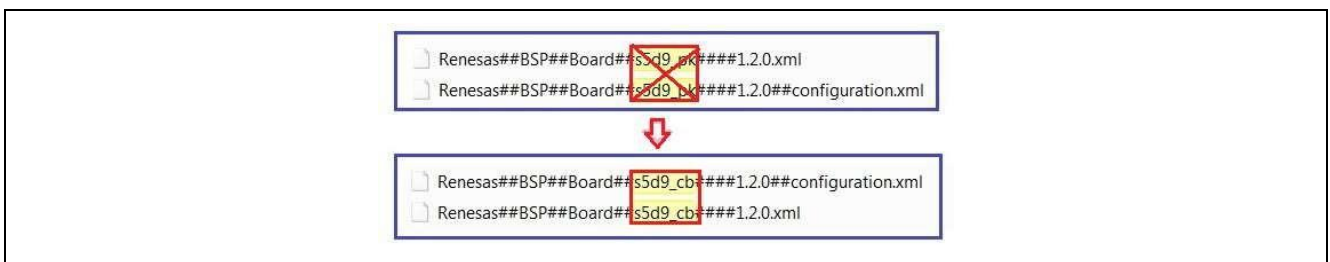 Renesas##BSP##Board##s5d9_pk####1.2.0.xml
Renesas##BSP##Board##s5d9_pk####1.2.0##configuration.xml
Renesas##BSP##Board##s5d9_cb####1.2.0##configuration.xml
Renesas##BSP##Board##s5d9_cb####1.2.0.xml